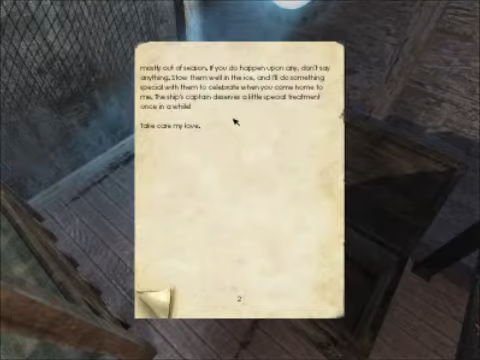 mostly out of season. If you do happen upon any, don't say
anything. Stow them well in the ice, and I'll do something
special with them to celebrate when you come home to
me. The ship's captain deserves a little special treatment
once in a while!
Take care my love.
2